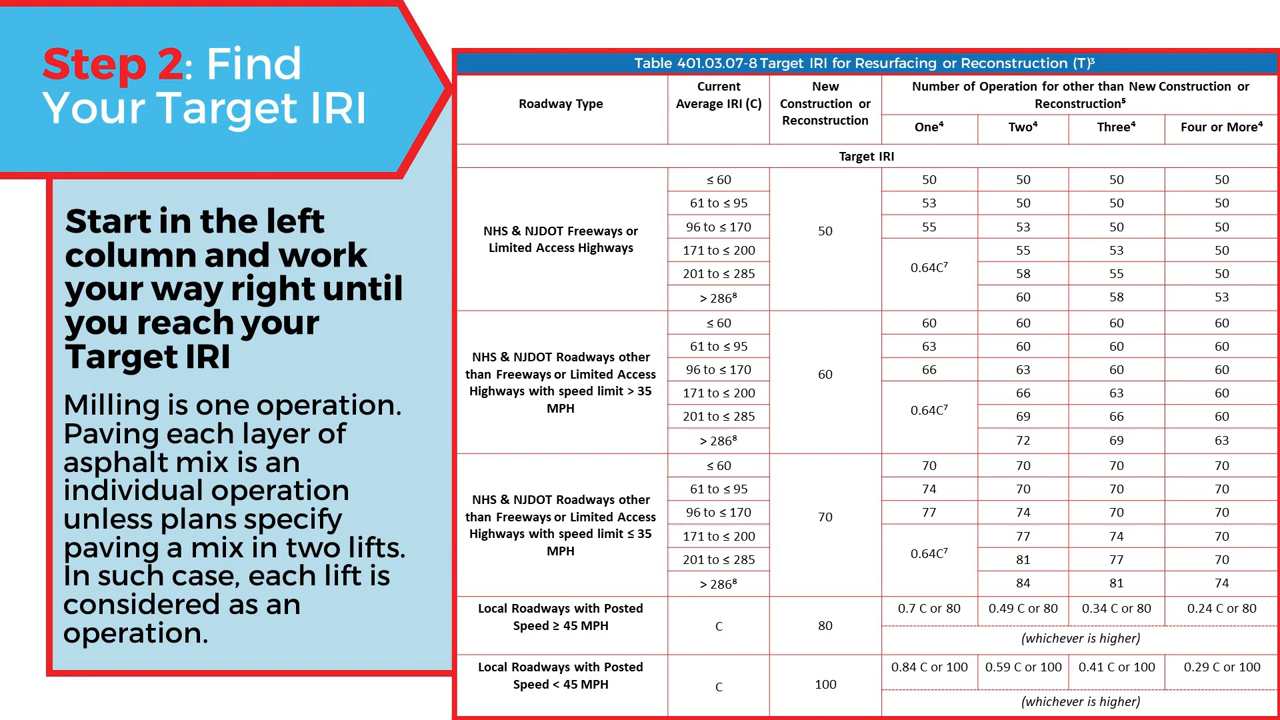 Step 2: Find
Your Target IRI
Start in the left
column and work
your way right until
you reach your
Target IRI
Milling is one operation.
Paving each layer of
asphalt mix is an
individual operation
unless plans specify
paving a mix in two lifts.
In such case, each lift is
considered as an
operation.
Table 401.03.07-8 Target IRI for Resurfacing or Reconstruction (T)³
Roadway Type
Current
Average IRI (C)
New
Construction or
Reconstruction
Number of Operation for other than New Construction or
Reconstruction⁵
One⁴ Two⁴ Three⁴ Four or More⁴
Target IRI
NHS & NJDOT Freeways or
Limited Access Highways
50
≤ 60 50 50 50 50
61 to ≤ 95 53 50 50 50
96 to ≤ 170 55 53 50 50
171 to ≤ 200 0.64C⁷ 55 53 50
201 to ≤ 285 58 55 50
> 286⁸ 60 58 53
NHS & NJDOT Roadways other
than Freeways or Limited Access
Highways with speed limit > 35
MPH
60
≤ 60 60 60 60 60
61 to ≤ 95 63 60 60 60
96 to ≤ 170 66 63 60 60
171 to ≤ 200 0.64C⁷ 66 63 60
201 to ≤ 285 69 66 60
> 286⁸ 72 69 63
NHS & NJDOT Roadways other
than Freeways or Limited Access
Highways with speed limit ≤ 35
MPH
70
≤ 60 70 70 70 70
61 to ≤ 95 74 70 70 70
96 to ≤ 170 77 74 70 70
171 to ≤ 200 0.64C⁷ 77 74 70
201 to ≤ 285 81 77 70
> 286⁸ 84 81 74
Local Roadways with Posted
Speed ≥ 45 MPH
C 80 0.7 C or 80 0.49 C or 80 0.34 C or 80 0.24 C or 80
(whichever is higher)
Local Roadways with Posted
Speed < 45 MPH
C 100 0.84 C or 100 0.59 C or 100 0.41 C or 100 0.29 C or 100
(whichever is higher)